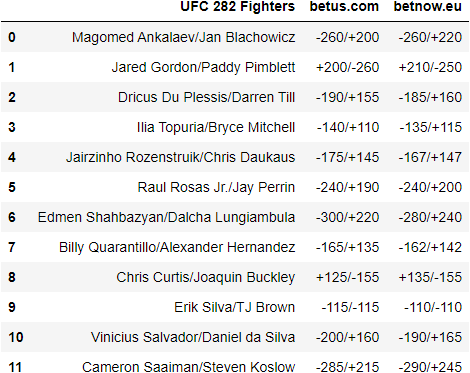 UFC 282 Fighters betus.com betnow.eu
0 Magomed Ankalaev/Jan Blachowicz -260/+200 -260/+220
1 Jared Gordon/Paddy Pimblett +200/-260 +210/-250
2 Dricus Du Plessis/Darren Till -190/+155 -185/+160
3 Ilia Topuria/Bryce Mitchell -140/+110 -135/+115
4 Jairzinho Rozenstruik/Chris Daukaus -175/+145 -167/+147
5 Raul Rosas Jr./Jay Perrin -240/+190 -240/+200
6 Edmen Shahbazyan/Dalcha Lungiambula -300/+220 -280/+240
7 Billy Quarantillo/Alexander Hernandez -165/+135 -162/+142
8 Chris Curtis/Joaquin Buckley +125/-155 +135/-155
9 Erik Silva/TJ Brown -115/-115 -110/-110
10 Vinicius Salvador/Daniel da Silva -200/+160 -190/+165
11 Cameron Saaiman/Steven Koslow -285/+215 -290/+245